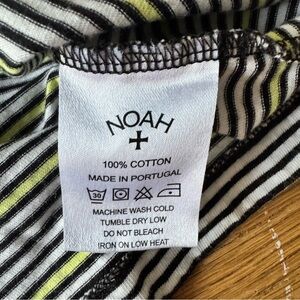 NOAH
100% COTTON
MADE IN PORTUGAL
30
MACHINE WASH COLD
TUMBLE DRY LOW
DO NOT BLEACH
IRON ON LOW HEAT